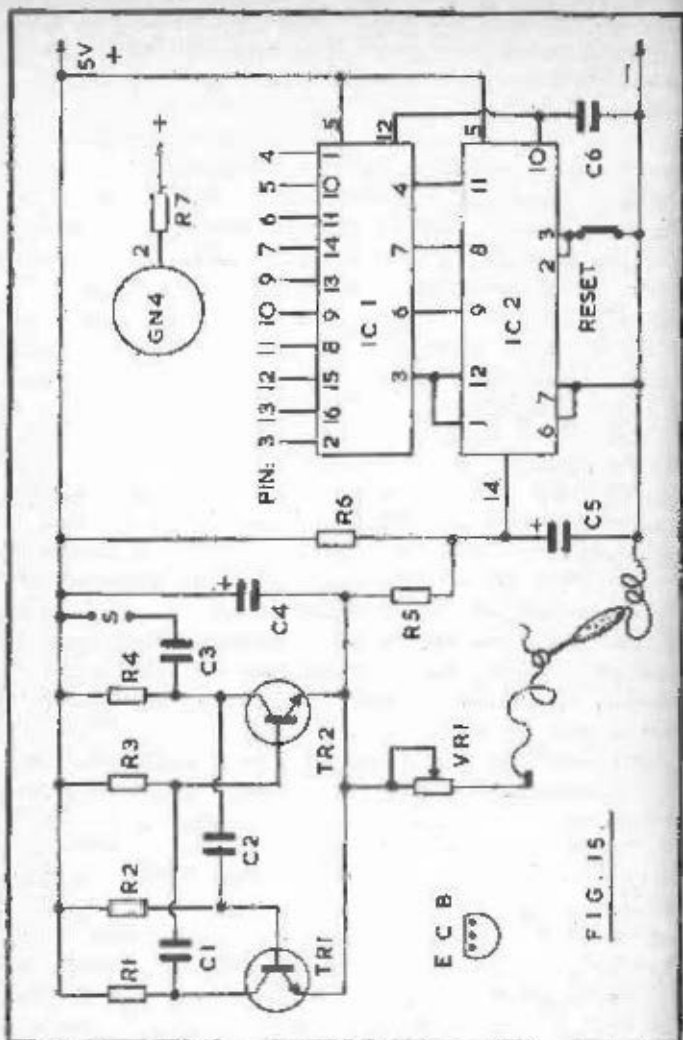 5V
+
R1 R2 R3 R4 S
GN4 2 R7 +
C1 C2 C3 + C4 R6
TR1 TR2
R5
PIN: 3 13 12 11 10 9 7 6 5 4
2 16 15 8 9 13 14 11 10 1 5
IC 1
3 6 7 4 12
1 12 9 8 11 5
14 IC 2
6 7 2 3 10
+
C5 RESET C6
−
VR1
E C B
FIG. 15.